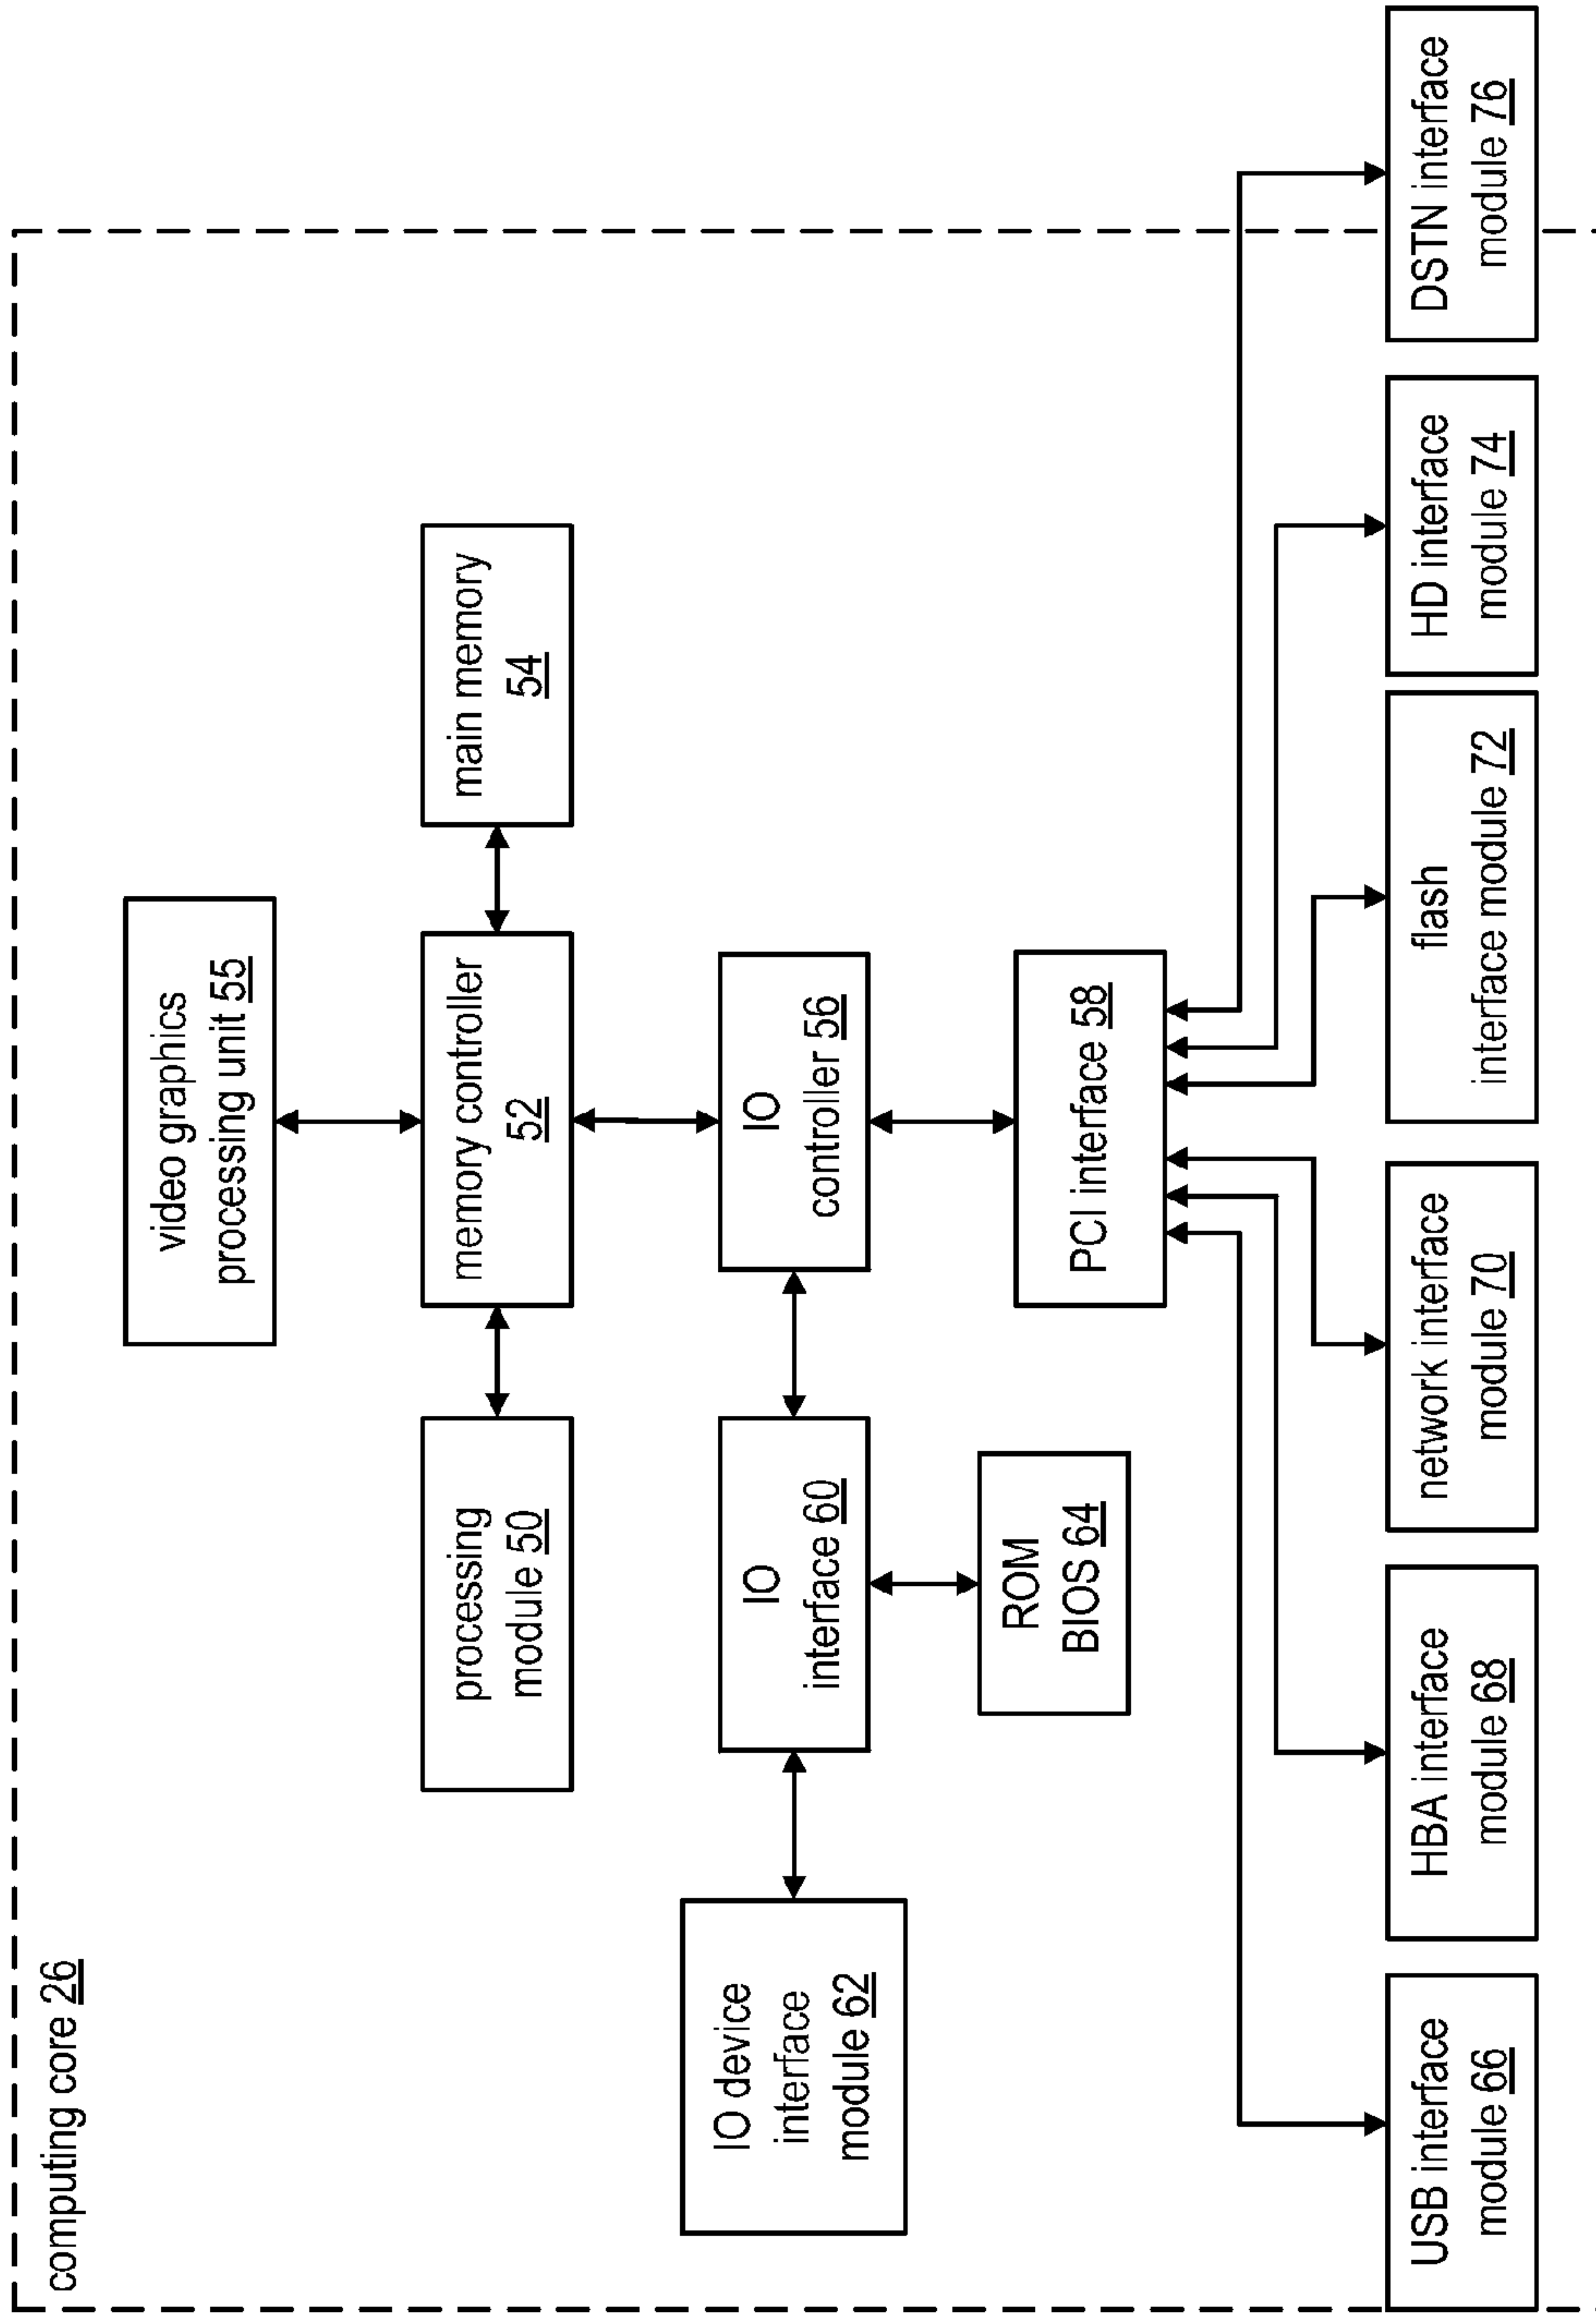 computing core 26
video graphics
processing unit 55
processing
module 50
memory controller
52
main memory
54
IO device
interface
module 62
IO
interface 60
IO
controller 56
ROM
BIOS 64
PCI interface 58
USB interface
module 66
HBA interface
module 68
network interface
module 70
flash
interface module 72
HD interface
module 74
DSTN interface
module 76